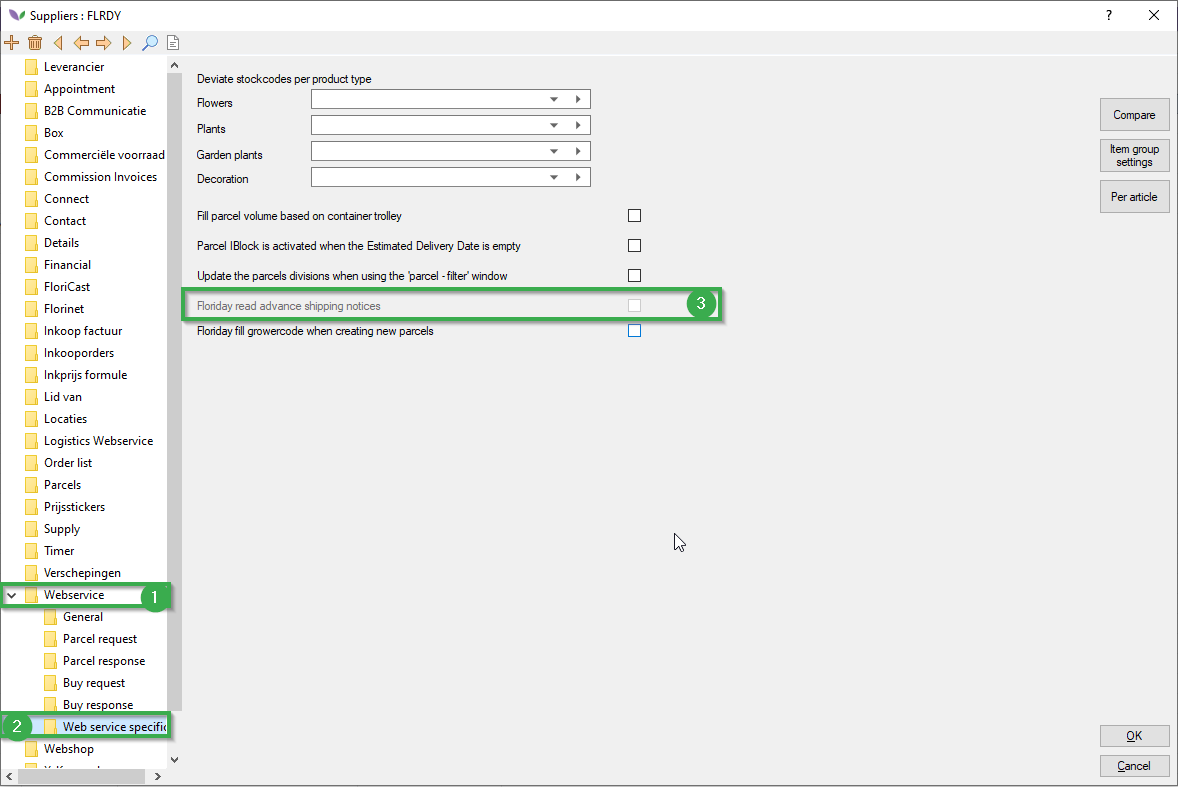 Suppliers : FLRDY
?
Leverancier
Appointment
B2B Communicatie
Box
Commerciële voorraad
Commission Invoices
Connect
Contact
Details
Financial
FloriCast
Florinet
Inkoop factuur
Inkooporders
Inkprijs formule
Lid van
Locaties
Logistics Webservice
Order list
Parcels
Prijsstickers
Supply
Timer
Verschepingen
Webservice 1
General
Parcel request
Parcel response
Buy request
Buy response
2 Web service specific
Webshop
Deviate stockcodes per product type
Flowers
Plants
Garden plants
Decoration
Fill parcel volume based on container trolley
Parcel IBlock is activated when the Estimated Delivery Date is empty
Update the parcels divisions when using the 'parcel - filter' window
Floriday read advance shipping notices 3
Floriday fill growercode when creating new parcels
Compare
Item group
settings
Per article
OK
Cancel